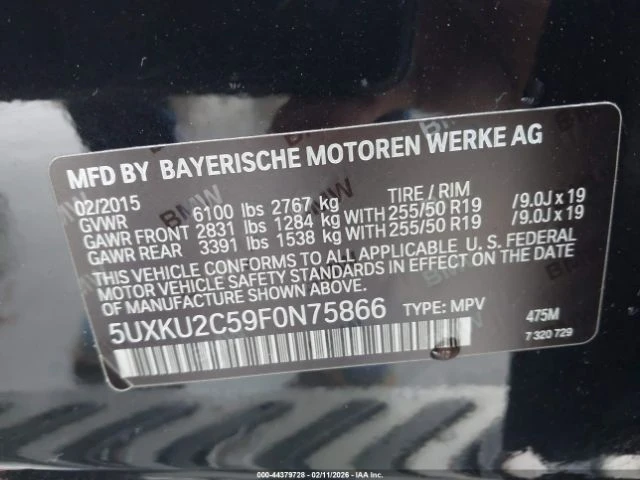 MFD BY BAYERISCHE MOTOREN WERKE AG
02/2015 TIRE / RIM
GVWR 6100 lbs 2767 kg
GAWR FRONT 2831 lbs 1284 kg WITH 255/50 R19 /9.0J x 19
GAWR REAR 3391 lbs 1538 kg WITH 255/50 R19 /9.0J x 19
THIS VEHICLE CONFORMS TO ALL APPLICABLE U.S. FEDERAL
MOTOR VEHICLE SAFETY STANDARDS IN EFFECT ON THE DATE
OF MANUFACTURE SHOWN ABOVE.
5UXKU2C59F0N75866 TYPE: MPV 475M
7 320 729
000-44379728 - 02/11/2026 - IAAI.COM